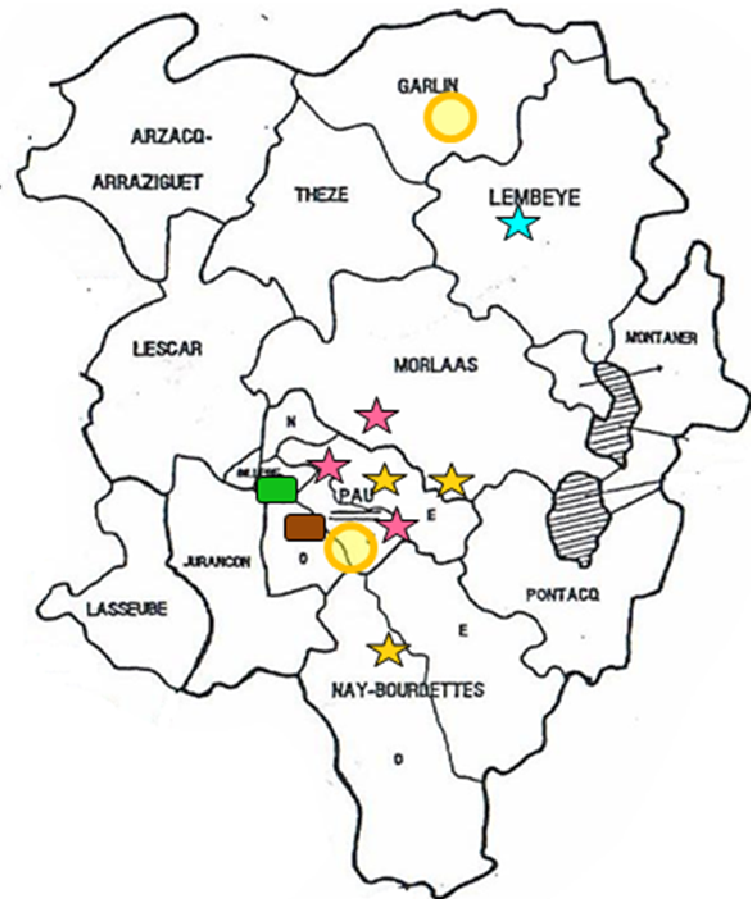 GARLIN
ARZACQ-
ARRAZIGUET
THEZE
LEMBEYE
LESCAR
MORLAAS
MONTANER
N
PAU
E
JURANCON
O
LASSEUBE
PONTACQ
E
NAY-BOURDETTES
O